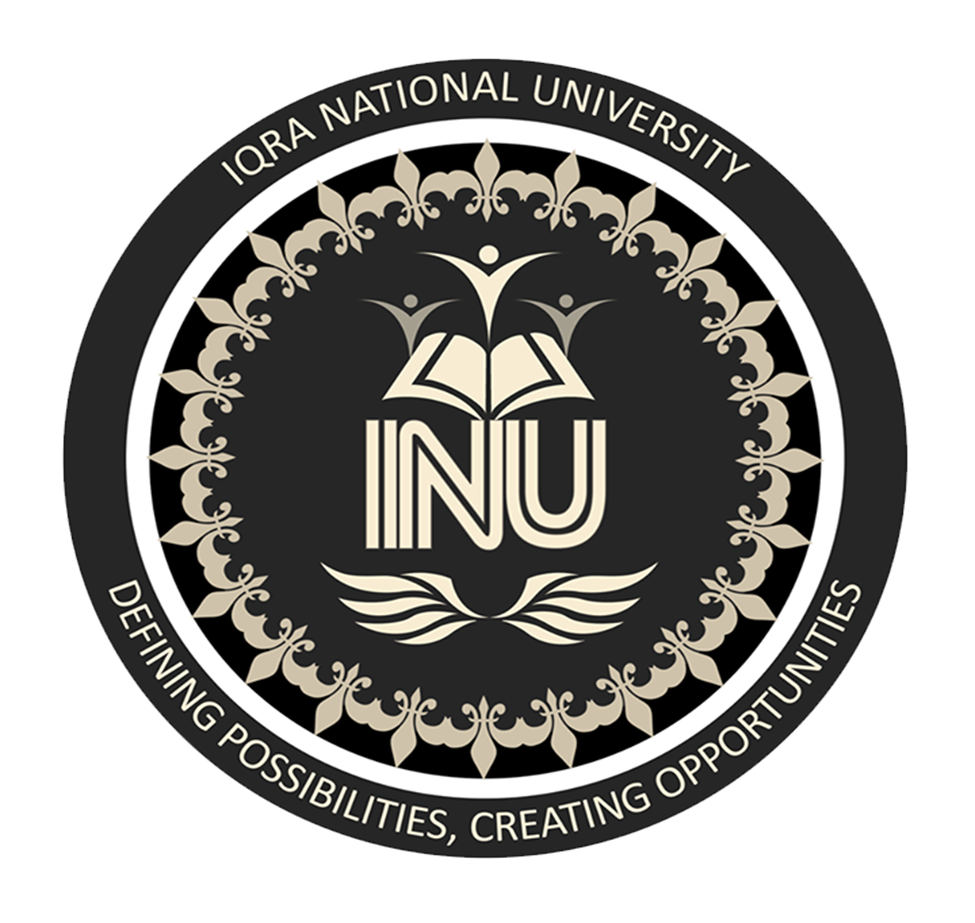 IQRA NATIONAL UNIVERSITY
INU
DEFINING POSSIBILITIES, CREATING OPPORTUNITIES